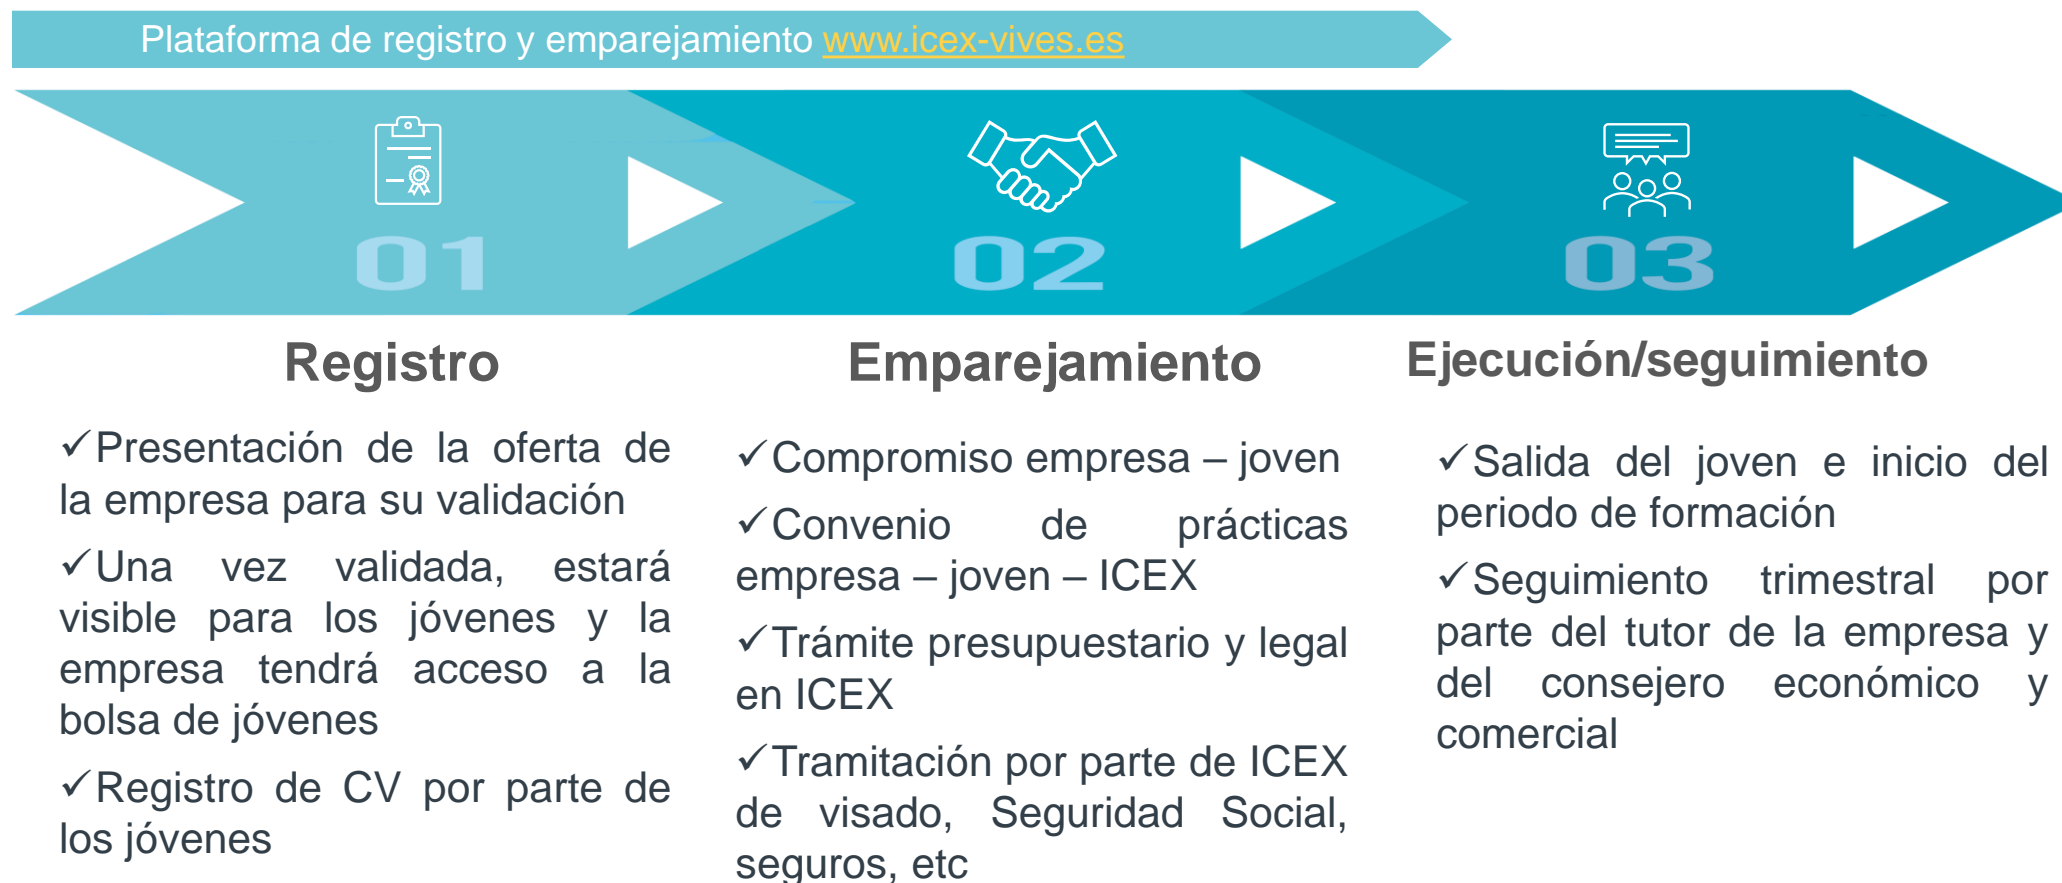 Plataforma de registro y emparejamiento www.icex-vives.es
01
02
03
Registro
✓Presentación de la oferta de
la empresa para su validación
✓Una vez validada, estará
visible para los jóvenes y la
empresa tendrá acceso a la
bolsa de jóvenes
✓Registro de CV por parte de
los jóvenes
Emparejamiento
✓Compromiso empresa – joven
✓Convenio de prácticas
empresa – joven – ICEX
✓Trámite presupuestario y legal
en ICEX
✓Tramitación por parte de ICEX
de visado, Seguridad Social,
seguros, etc
Ejecución/seguimiento
✓Salida del joven e inicio del
periodo de formación
✓Seguimiento trimestral por
parte del tutor de la empresa y
del consejero económico y
comercial